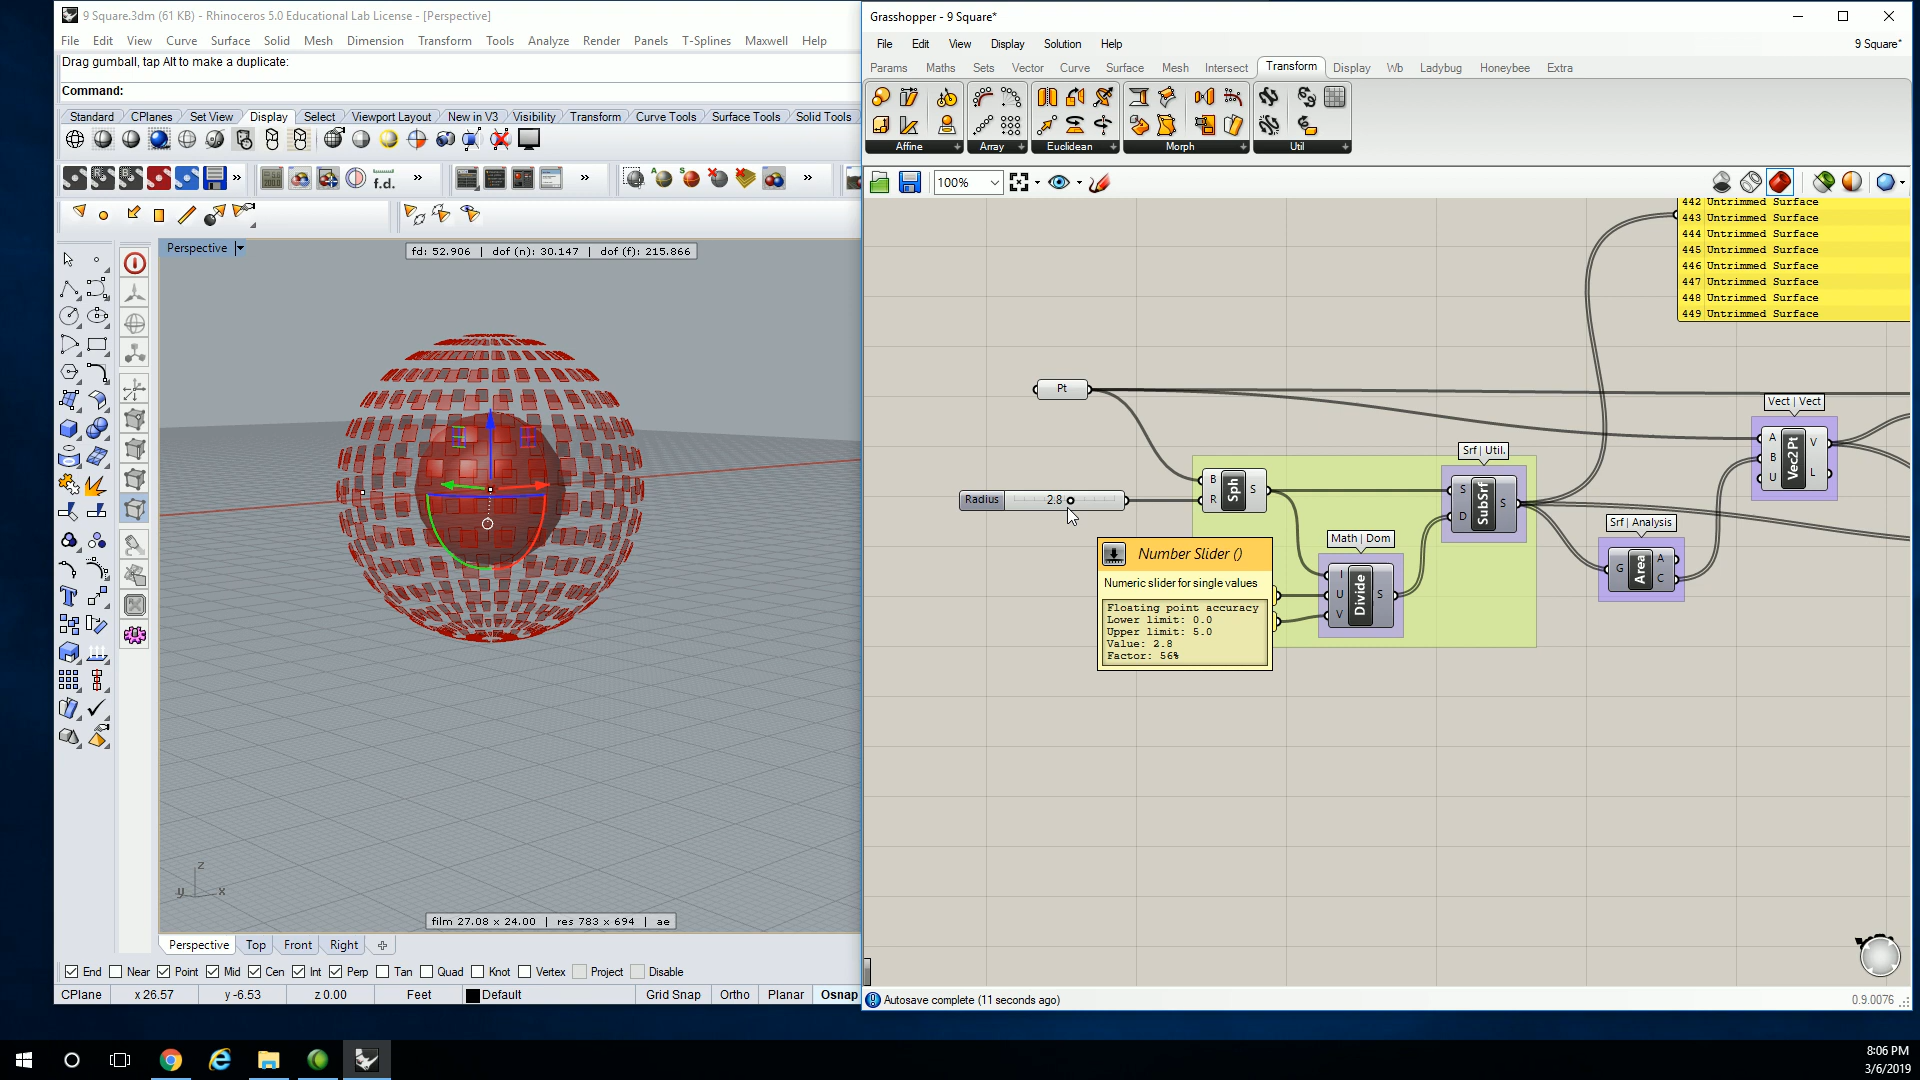 9 Square.3dm (61 KB) - Rhinoceros 5.0 Educational Lab License - [Perspective]
File Edit View Curve Surface Solid Mesh Dimension Transform Tools Analyze Render Panels T-Splines Maxwell Help
Drag gumball, tap Alt to make a duplicate:
Command:
Standard CPlanes Set View Display Select Viewport Layout New in V3 Visibility Transform Curve Tools Surface Tools Solid Tools
f.d.
Perspective
fd: 52.906 | dof (n): 30.147 | dof (f): 215.866
z
y x
film 27.08 x 24.00 | res 783 x 694 | ae
Perspective Top Front Right
End Near Point Mid Cen Int Perp Tan Quad Knot Vertex Project Disable
CPlane x 26.57 y -6.53 z 0.00 Feet Default Grid Snap Ortho Planar Osnap
Grasshopper - 9 Square*
File Edit View Display Solution Help 9 Square*
Params Maths Sets Vector Curve Surface Mesh Intersect Transform Display Wb Ladybug Honeybee Extra
Affine Array Euclidean Morph Util
100%
442 Untrimmed Surface
443 Untrimmed Surface
444 Untrimmed Surface
445 Untrimmed Surface
446 Untrimmed Surface
447 Untrimmed Surface
448 Untrimmed Surface
449 Untrimmed Surface
Pt
Vect | Vect
A B U Vec2Pt V L
Srf | Util.
S D SubSrf S
Radius 2.8
B R Sph S
Srf | Analysis
G Area A C
Math | Dom
I U V Divide S
Number Slider ()
Numeric slider for single values
Floating point accuracy
Lower limit: 0.0
Upper limit: 5.0
Value: 2.8
Factor: 56%
Autosave complete (11 seconds ago)
0.9.0076
8:06 PM
3/6/2019